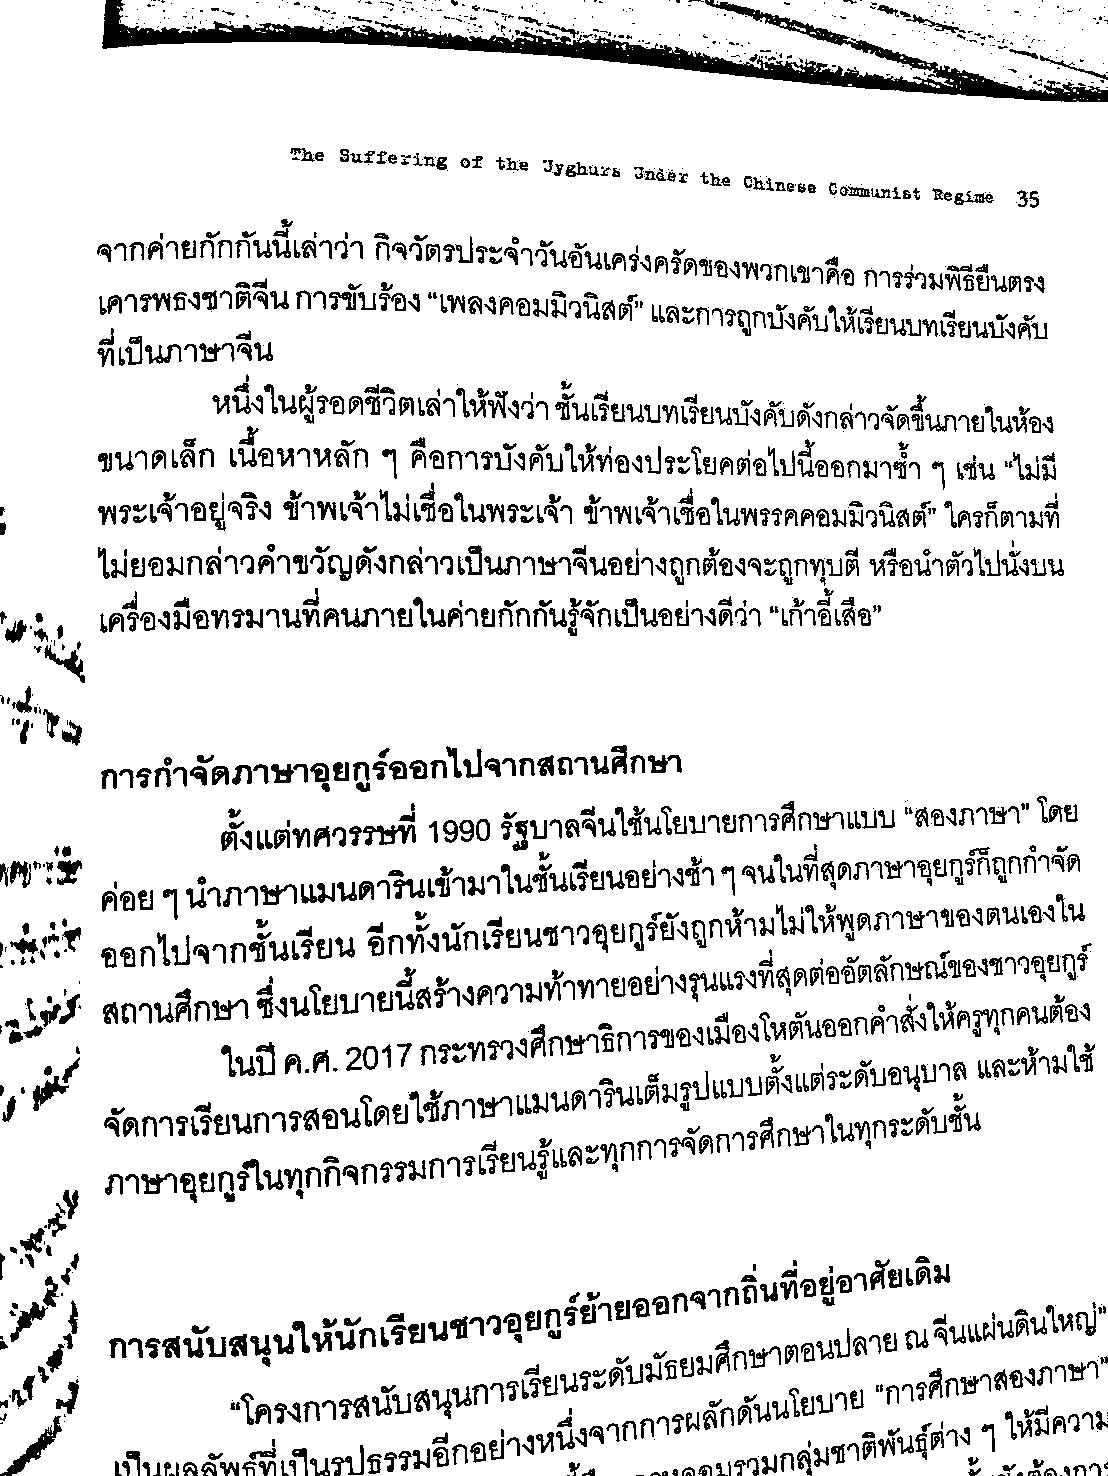 The Suffering of the Uyghurs Under the Chinese Communist Regime 35
จากค่ายกักกันนี้เล่าว่า กิจวัตรประจำวันอันเคร่งครัดของพวกเขาคือ การร่วมพิธียืนตรง
เคารพธงชาติจีน การขับร้อง “เพลงคอมมิวนิสต์” และการถูกบังคับให้เรียนบทเรียนบังคับ
ที่เป็นภาษาจีน
หนึ่งในผู้รอดชีวิตเล่าให้ฟังว่า ชั้นเรียนบทเรียนบังคับดังกล่าวจัดขึ้นภายในห้อง
ขนาดเล็ก เนื้อหาหลัก ๆ คือการบังคับให้ท่องประโยคต่อไปนี้ออกมาซ้ำ ๆ เช่น “ไม่มี
พระเจ้าอยู่จริง ข้าพเจ้าไม่เชื่อในพระเจ้า ข้าพเจ้าเชื่อในพรรคคอมมิวนิสต์” ใครก็ตามที่
ไม่ยอมกล่าวคำขวัญดังกล่าวเป็นภาษาจีนอย่างถูกต้องจะถูกทุบตี หรือนำตัวไปนั่งบน
เครื่องมือทรมานที่คนภายในค่ายกักกันรู้จักเป็นอย่างดีว่า “เก้าอี้เสือ”
การกำจัดภาษาอุยกูร์ออกไปจากสถานศึกษา
ตั้งแต่ทศวรรษที่ 1990 รัฐบาลจีนใช้นโยบายการศึกษาแบบ “สองภาษา” โดย
ค่อย ๆ นำภาษาแมนดารินเข้ามาในชั้นเรียนอย่างช้า ๆ จนในที่สุดภาษาอุยกูร์ก็ถูกกำจัด
ออกไปจากชั้นเรียน อีกทั้งนักเรียนชาวอุยกูร์ยังถูกห้ามไม่ให้พูดภาษาของตนเองใน
สถานศึกษา ซึ่งนโยบายนี้สร้างความท้าทายอย่างรุนแรงที่สุดต่ออัตลักษณ์ของชาวอุยกูร์
ในปี ค.ศ. 2017 กระทรวงศึกษาธิการของเมืองโหตันออกคำสั่งให้ครูทุกคนต้อง
จัดการเรียนการสอนโดยใช้ภาษาแมนดารินเต็มรูปแบบตั้งแต่ระดับอนุบาล และห้ามใช้
ภาษาอุยกูร์ในทุกกิจกรรมการเรียนรู้และทุกการจัดการศึกษาในทุกระดับชั้น
การสนับสนุนให้นักเรียนชาวอุยกูร์ย้ายออกจากถิ่นที่อยู่อาศัยเดิม
“โครงการสนับสนุนการเรียนระดับมัธยมศึกษาตอนปลาย ณ จีนแผ่นดินใหญ่”
เป็นผลลัพธ์ที่เป็นรูปธรรมอีกอย่างหนึ่งจากการผลักดันนโยบาย “การศึกษาสองภาษา”
หลอมรวมกลุ่มชาติพันธุ์ต่าง ๆ ให้มีความ